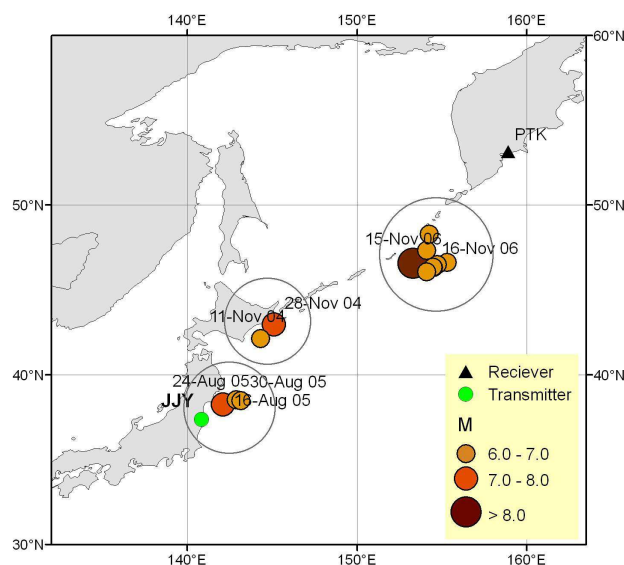 140°E 150°E 160°E
60°N
PTK
50°N 50°N
15-Nov 06
16-Nov 06
28-Nov 04
11-Nov 04
40°N 40°N
24-Aug 05 30-Aug 05
JJY 16-Aug 05
Reciever
Transmitter
M
6.0 - 7.0
7.0 - 8.0
> 8.0
30°N
140°E 150°E 160°E